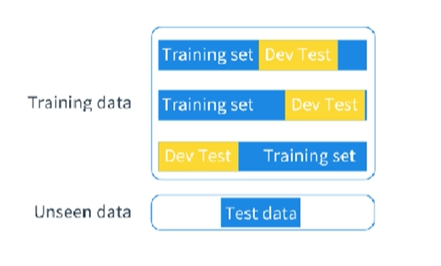 Training set Dev Test
Training data
Training set Dev Test
Dev Test Training set
Unseen data
Test data